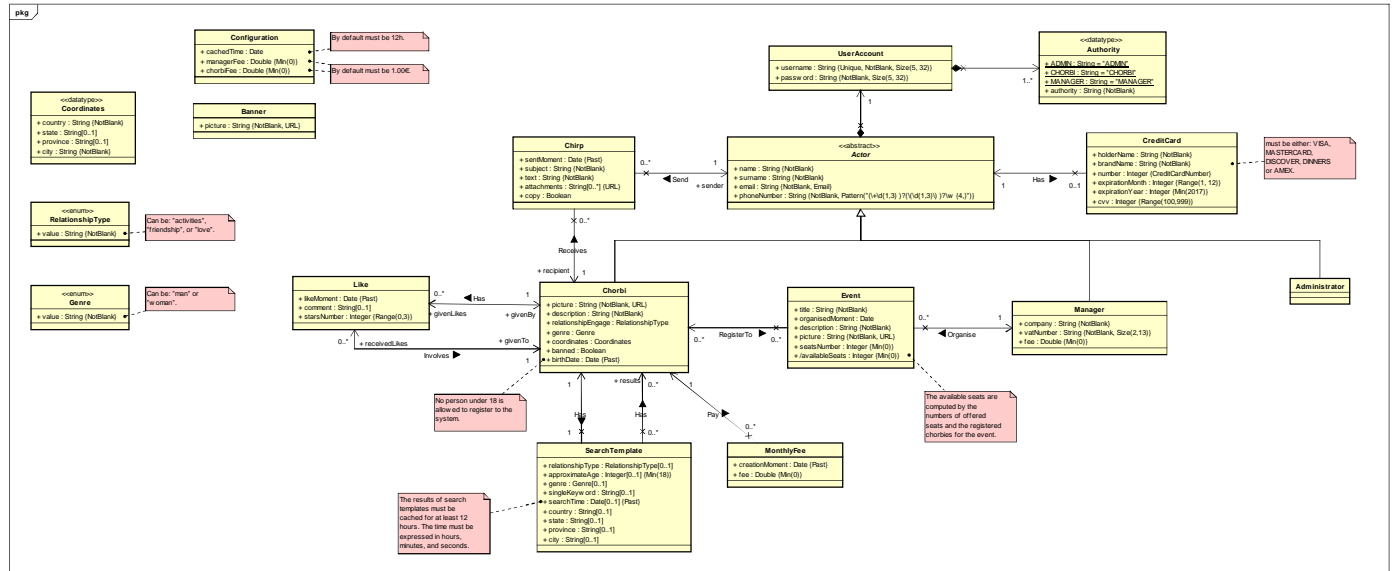 pkg
Configuration
+ cachedTime : Date
+ managerFee : Double {Min(0)}
+ chorbiFee : Double {Min(0)}
By default must be 12h.
By default must be 1.00€.
<<datatype>>
Coordinates
+ country : String {NotBlank}
+ state : String[0..1]
+ province : String[0..1]
+ city : String {NotBlank}
Banner
+ picture : String {NotBlank, URL}
UserAccount
+ username : String {Unique, NotBlank, Size(5, 32)}
+ password : String {NotBlank, Size(5, 32)}
1..*
<<datatype>>
Authority
+ ADMIN : String = "ADMIN"
+ CHORBI : String = "CHORBI"
+ MANAGER : String = "MANAGER"
+ authority : String {NotBlank}
1
Chirp
+ sentMoment : Date {Past}
+ subject : String {NotBlank}
+ text : String {NotBlank}
+ attachments : String[0..*] {URL}
+ copy : Boolean
0..*
Send
1
+ sender
<<abstract>>
Actor
+ name : String {NotBlank}
+ surname : String {NotBlank}
+ email : String {NotBlank, Email}
+ phoneNumber : String {NotBlank, Pattern("(\+\d{1,3} )?(\(\d{1,3}\) )?\w {4,}")}
1
Has
0..1
CreditCard
+ holderName : String {NotBlank}
+ brandName : String {NotBlank}
+ number : Integer {CreditCardNumber}
+ expirationMonth : Integer {Range(1, 12)}
+ expirationYear : Integer {Min(2017)}
+ cvv : Integer {Range(100,999)}
must be either: VISA,
MASTERCARD,
DISCOVER, DINNERS
or AMEX.
<<enum>>
RelationshipType
+ value : String {NotBlank}
Can be: "activities",
"friendship", or "love".
<<enum>>
Genre
+ value : String {NotBlank}
Can be: "man" or
"woman".
0..*
Receives
+ recipient
1
Like
+ likeMoment : Date {Past}
+ comment : String[0..1]
+ starsNumber : Integer {Range(0,3)}
0..*
Has
1
+ givenLikes
+ givenBy
0..*
+ receivedLikes
+ givenTo
Involves
1
Chorbi
+ picture : String {NotBlank, URL}
+ description : String {NotBlank}
+ relationshipEngage : RelationshipType
+ genre : Genre
+ coordinates : Coordinates
+ banned : Boolean
+ birthDate : Date {Past}
No person under 18 is
allowed to register to the
system.
RegisterTo
0..*
0..*
Event
+ title : String {NotBlank}
+ organisedMoment : Date
+ description : String {NotBlank}
+ picture : String {NotBlank, URL}
+ seatsNumber : Integer {Min(0)}
+ /availableSeats : Integer {Min(0)}
The available seats are
computed by the
numbers of offered
seats and the registered
chorbies for the event.
0..*
Organise
1
Manager
+ company : String {NotBlank}
+ vatNumber : String {NotBlank, Size(2,13)}
+ fee : Double {Min(0)}
Administrator
1
Has
1
+ results
0..*
Has
0..*
1
Pay
0..*
MonthlyFee
+ creationMoment : Date {Past}
+ fee : Double {Min(0)}
SearchTemplate
+ relationshipType : RelationshipType[0..1]
+ approximateAge : Integer[0..1] {Min(18)}
+ genre : Genre[0..1]
+ singleKeyword : String[0..1]
+ searchTime : Date[0..1] {Past}
+ country : String[0..1]
+ state : String[0..1]
+ province : String[0..1]
+ city : String[0..1]
The results of search
templates must be
cached for at least 12
hours. The time must be
expressed in hours,
minutes, and seconds.